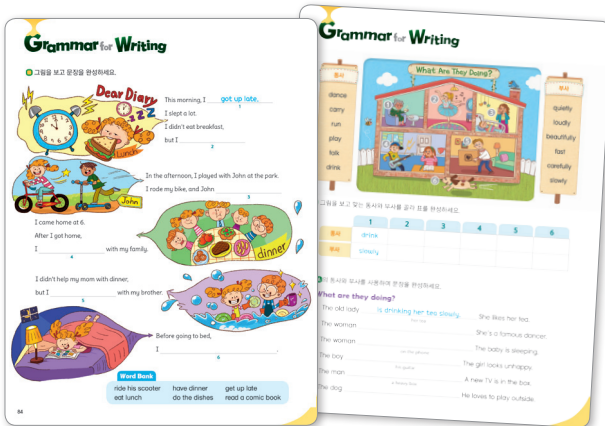 Grammar for Writing
그림을 보고 문장을 완성하세요.
Dear Diary
Lunch
This morning, I got up late.
1
I slept a lot.
I didn't eat breakfast,
but I
2
In the afternoon, I played with John at the park.
I rode my bike, and John
3
John
I came home at 6.
After I got home,
I with my family.
4
dinner
I didn't help my mom with dinner,
but I with my brother.
5
Before going to bed,
I .
6
Word Bank
ride his scooter have dinner get up late
eat lunch do the dishes read a comic book
84
Grammar for Writing
What Are They Doing?
동사
dance
carry
run
play
talk
drink
부사
quietly
loudly
beautifully
fast
carefully
slowly
그림을 보고 맞는 동사와 부사를 골라 표를 완성하세요.
1 2 3 4 5 6
동사 drink
부사 slowly
의 동사와 부사를 사용하여 문장을 완성하세요.
What are they doing?
The old lady is drinking her tea slowly. She likes her tea.
The woman She's a famous dancer.
The woman The baby is sleeping.
The boy The girl looks unhappy.
The man A new TV is in the box.
The dog He loves to play outside.